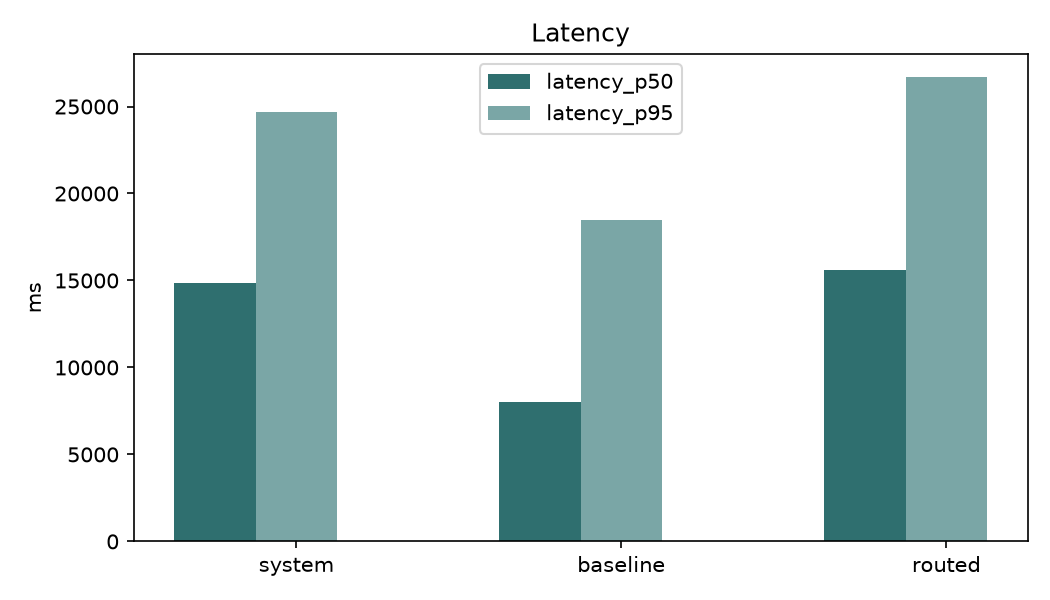 Latency
latency_p50
latency_p95
ms
25000
20000
15000
10000
5000
0
system
baseline
routed